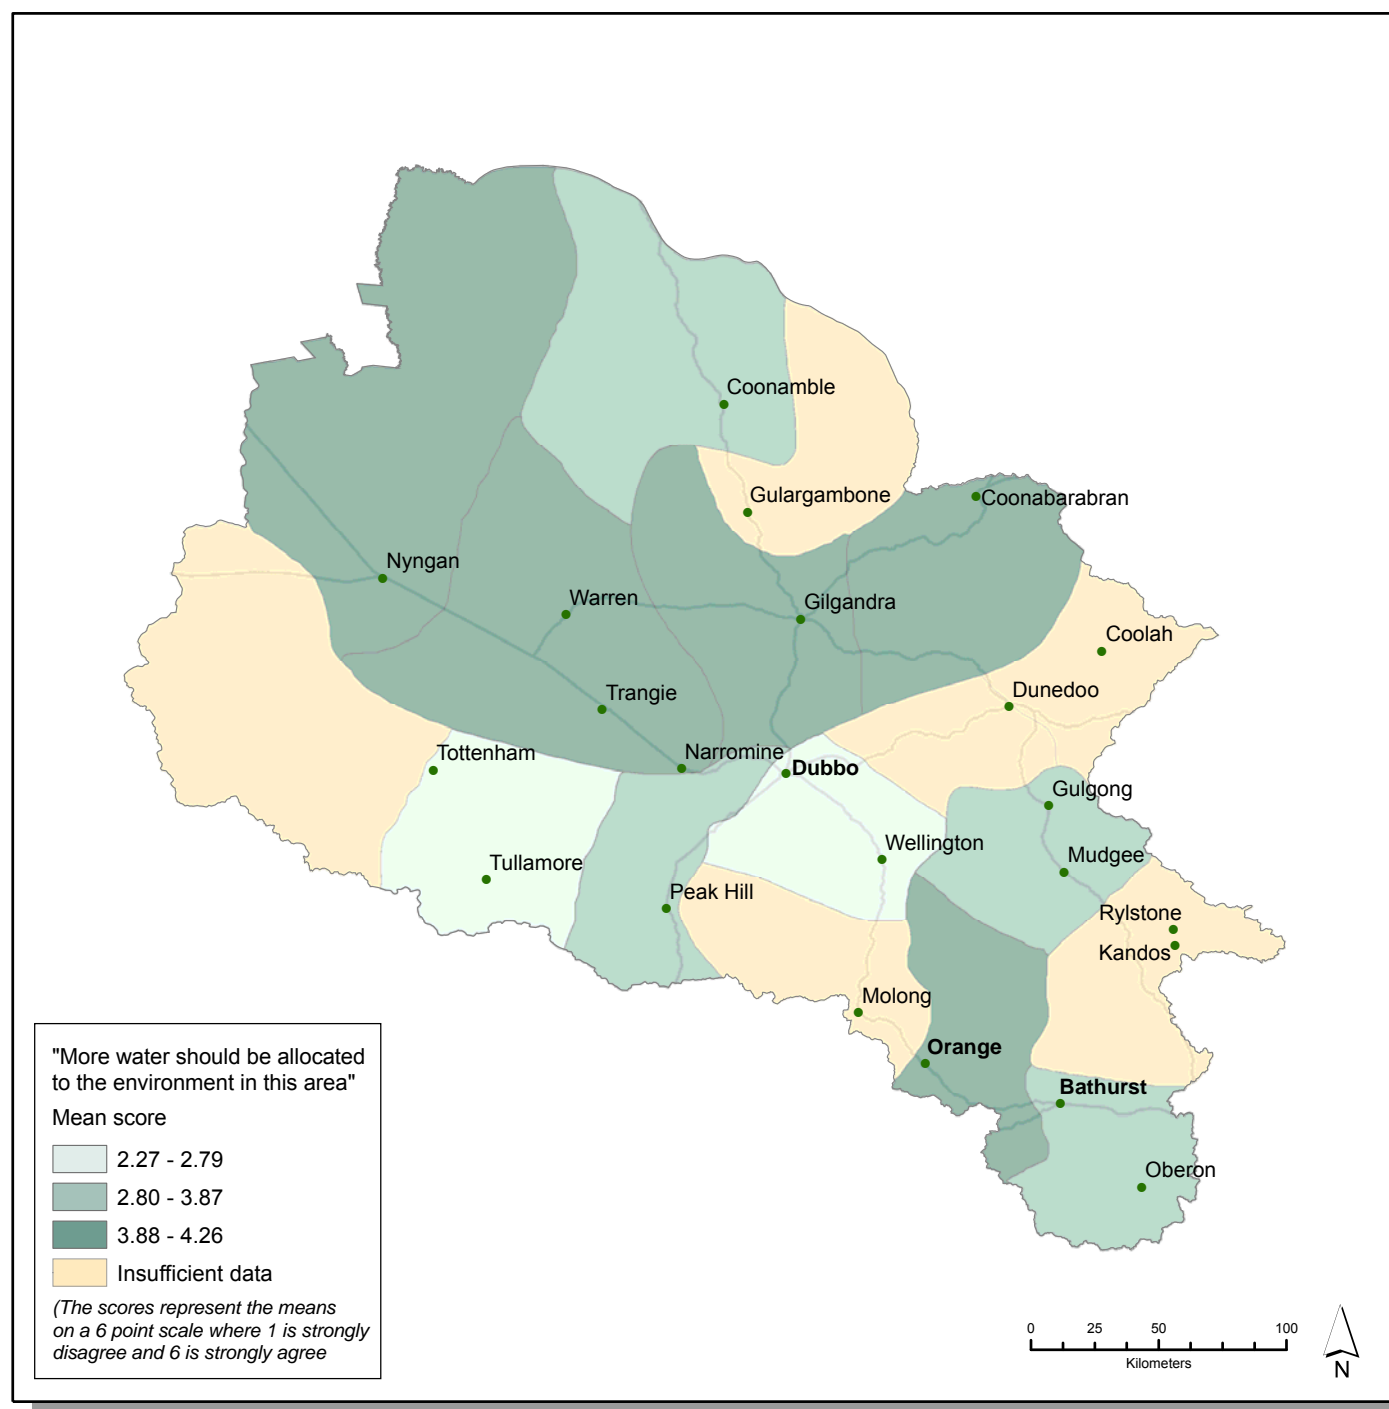 Coonamble
Gulargambone
Coonabarabran
Nyngan
Warren
Gilgandra
Coolah
Trangie
Dunedoo
Tottenham
Narromine
Dubbo
Gulgong
Wellington
Mudgee
Tullamore
Peak Hill
Rylstone
Kandos
Molong
Orange
Bathurst
Oberon
"More water should be allocated
to the environment in this area"
Mean score
2.27 - 2.79
2.80 - 3.87
3.88 - 4.26
Insufficient data
(The scores represent the means
on a 6 point scale where 1 is strongly
disagree and 6 is strongly agree
0 25 50 100
Kilometers
N